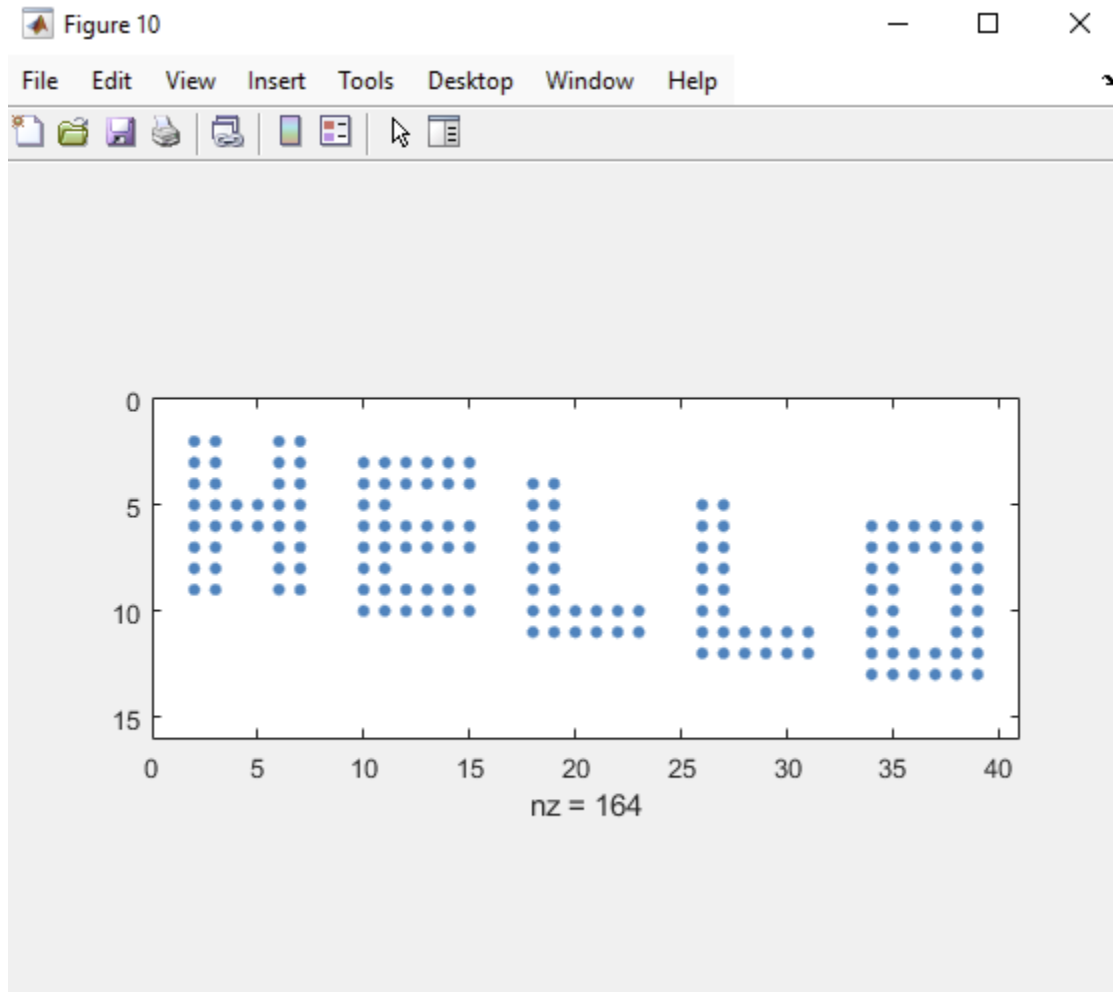 Figure 10
File Edit View Insert Tools Desktop Window Help
0
5
10
15
HELLO
0 5 10 15 20 25 30 35 40
nz = 164